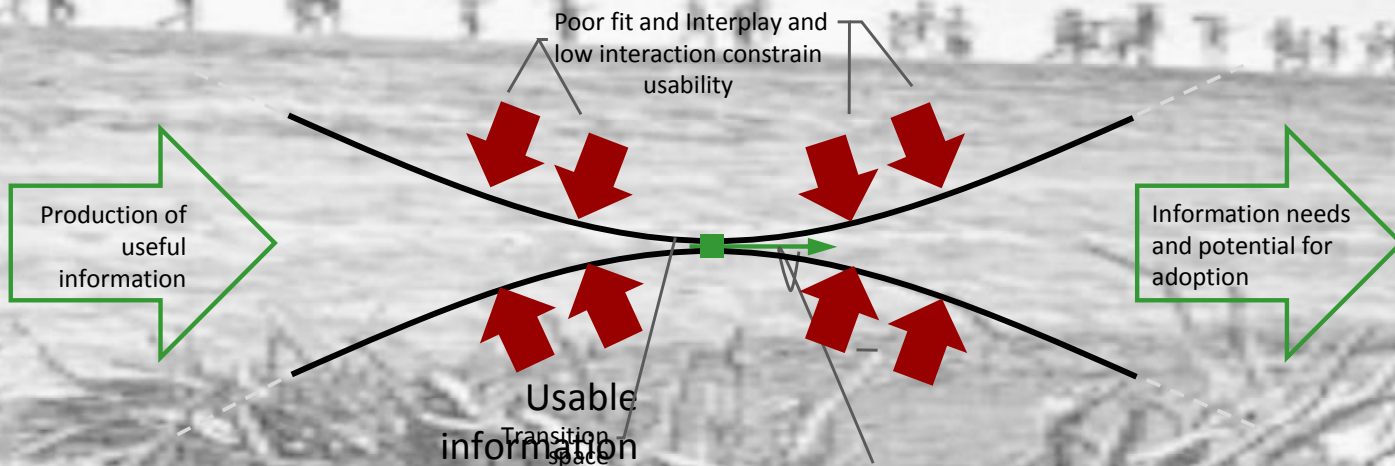 Poor fit and Interplay and
low interaction constrain
usability
Production of
useful
information
Information needs
and potential for
adoption
Usable
information
Transition
space